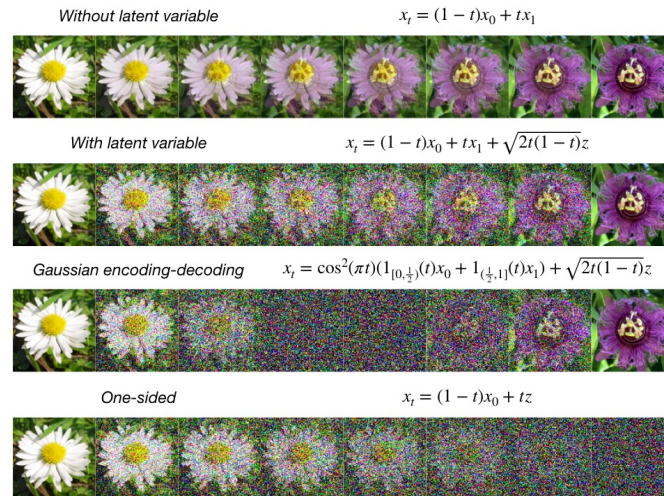 Without latent variable x_t = (1 − t)x_0 + tx_1
With latent variable x_t = (1 − t)x_0 + tx_1 + √(2t(1 − t))z
Gaussian encoding-decoding x_t = cos²(πt)(1_{[0,1/2)}(t)x_0 + 1_{(1/2,1]}(t)x_1) + √(2t(1 − t))z
One-sided x_t = (1 − t)x_0 + tz